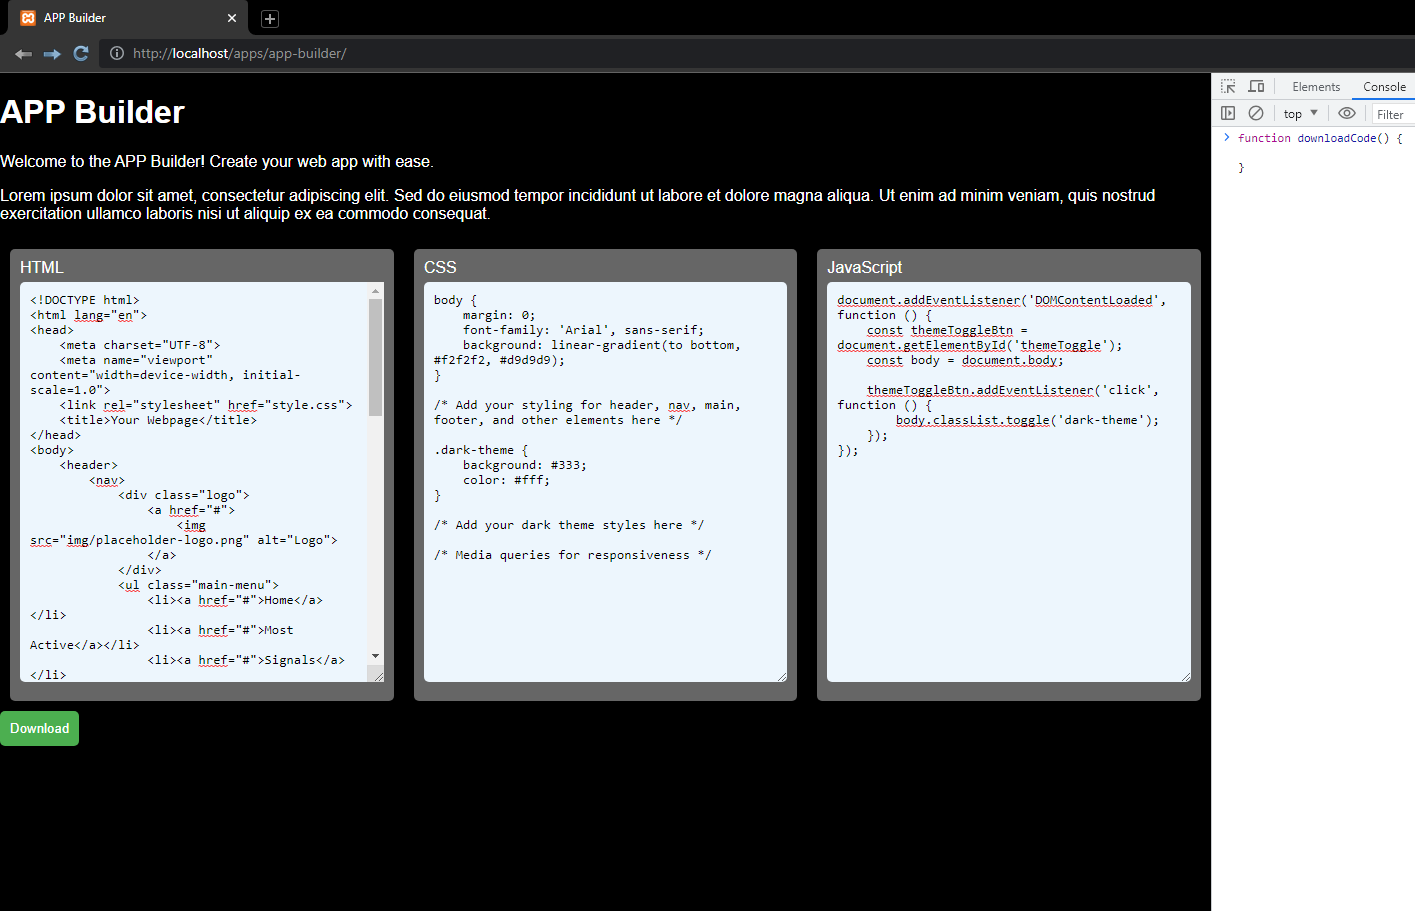 APP Builder
http://localhost/apps/app-builder/
APP Builder
Welcome to the APP Builder! Create your web app with ease.
Lorem ipsum dolor sit amet, consectetur adipiscing elit. Sed do eiusmod tempor incididunt ut labore et dolore magna aliqua. Ut enim ad minim veniam, quis nostrud
exercitation ullamco laboris nisi ut aliquip ex ea commodo consequat.
HTML
<!DOCTYPE html>
<html lang="en">
<head>
    <meta charset="UTF-8">
    <meta name="viewport"
content="width=device-width, initial-
scale=1.0">
    <link rel="stylesheet" href="style.css">
    <title>Your Webpage</title>
</head>
<body>
    <header>
        <nav>
            <div class="logo">
                <a href="#">
                    <img
src="img/placeholder-logo.png" alt="Logo">
                </a>
            </div>
            <ul class="main-menu">
                <li><a href="#">Home</a>
</li>
                <li><a href="#">Most
Active</a></li>
                <li><a href="#">Signals</a>
</li>
CSS
body {
    margin: 0;
    font-family: 'Arial', sans-serif;
    background: linear-gradient(to bottom,
#f2f2f2, #d9d9d9);
}
/* Add your styling for header, nav, main,
footer, and other elements here */
.dark-theme {
    background: #333;
    color: #fff;
}
/* Add your dark theme styles here */
/* Media queries for responsiveness */
JavaScript
document.addEventListener('DOMContentLoaded',
function () {
    const themeToggleBtn =
document.getElementById('themeToggle');
    const body = document.body;
    themeToggleBtn.addEventListener('click',
function () {
        body.classList.toggle('dark-theme');
    });
});
Download
Elements Console
top Filter
function downloadCode() {
}